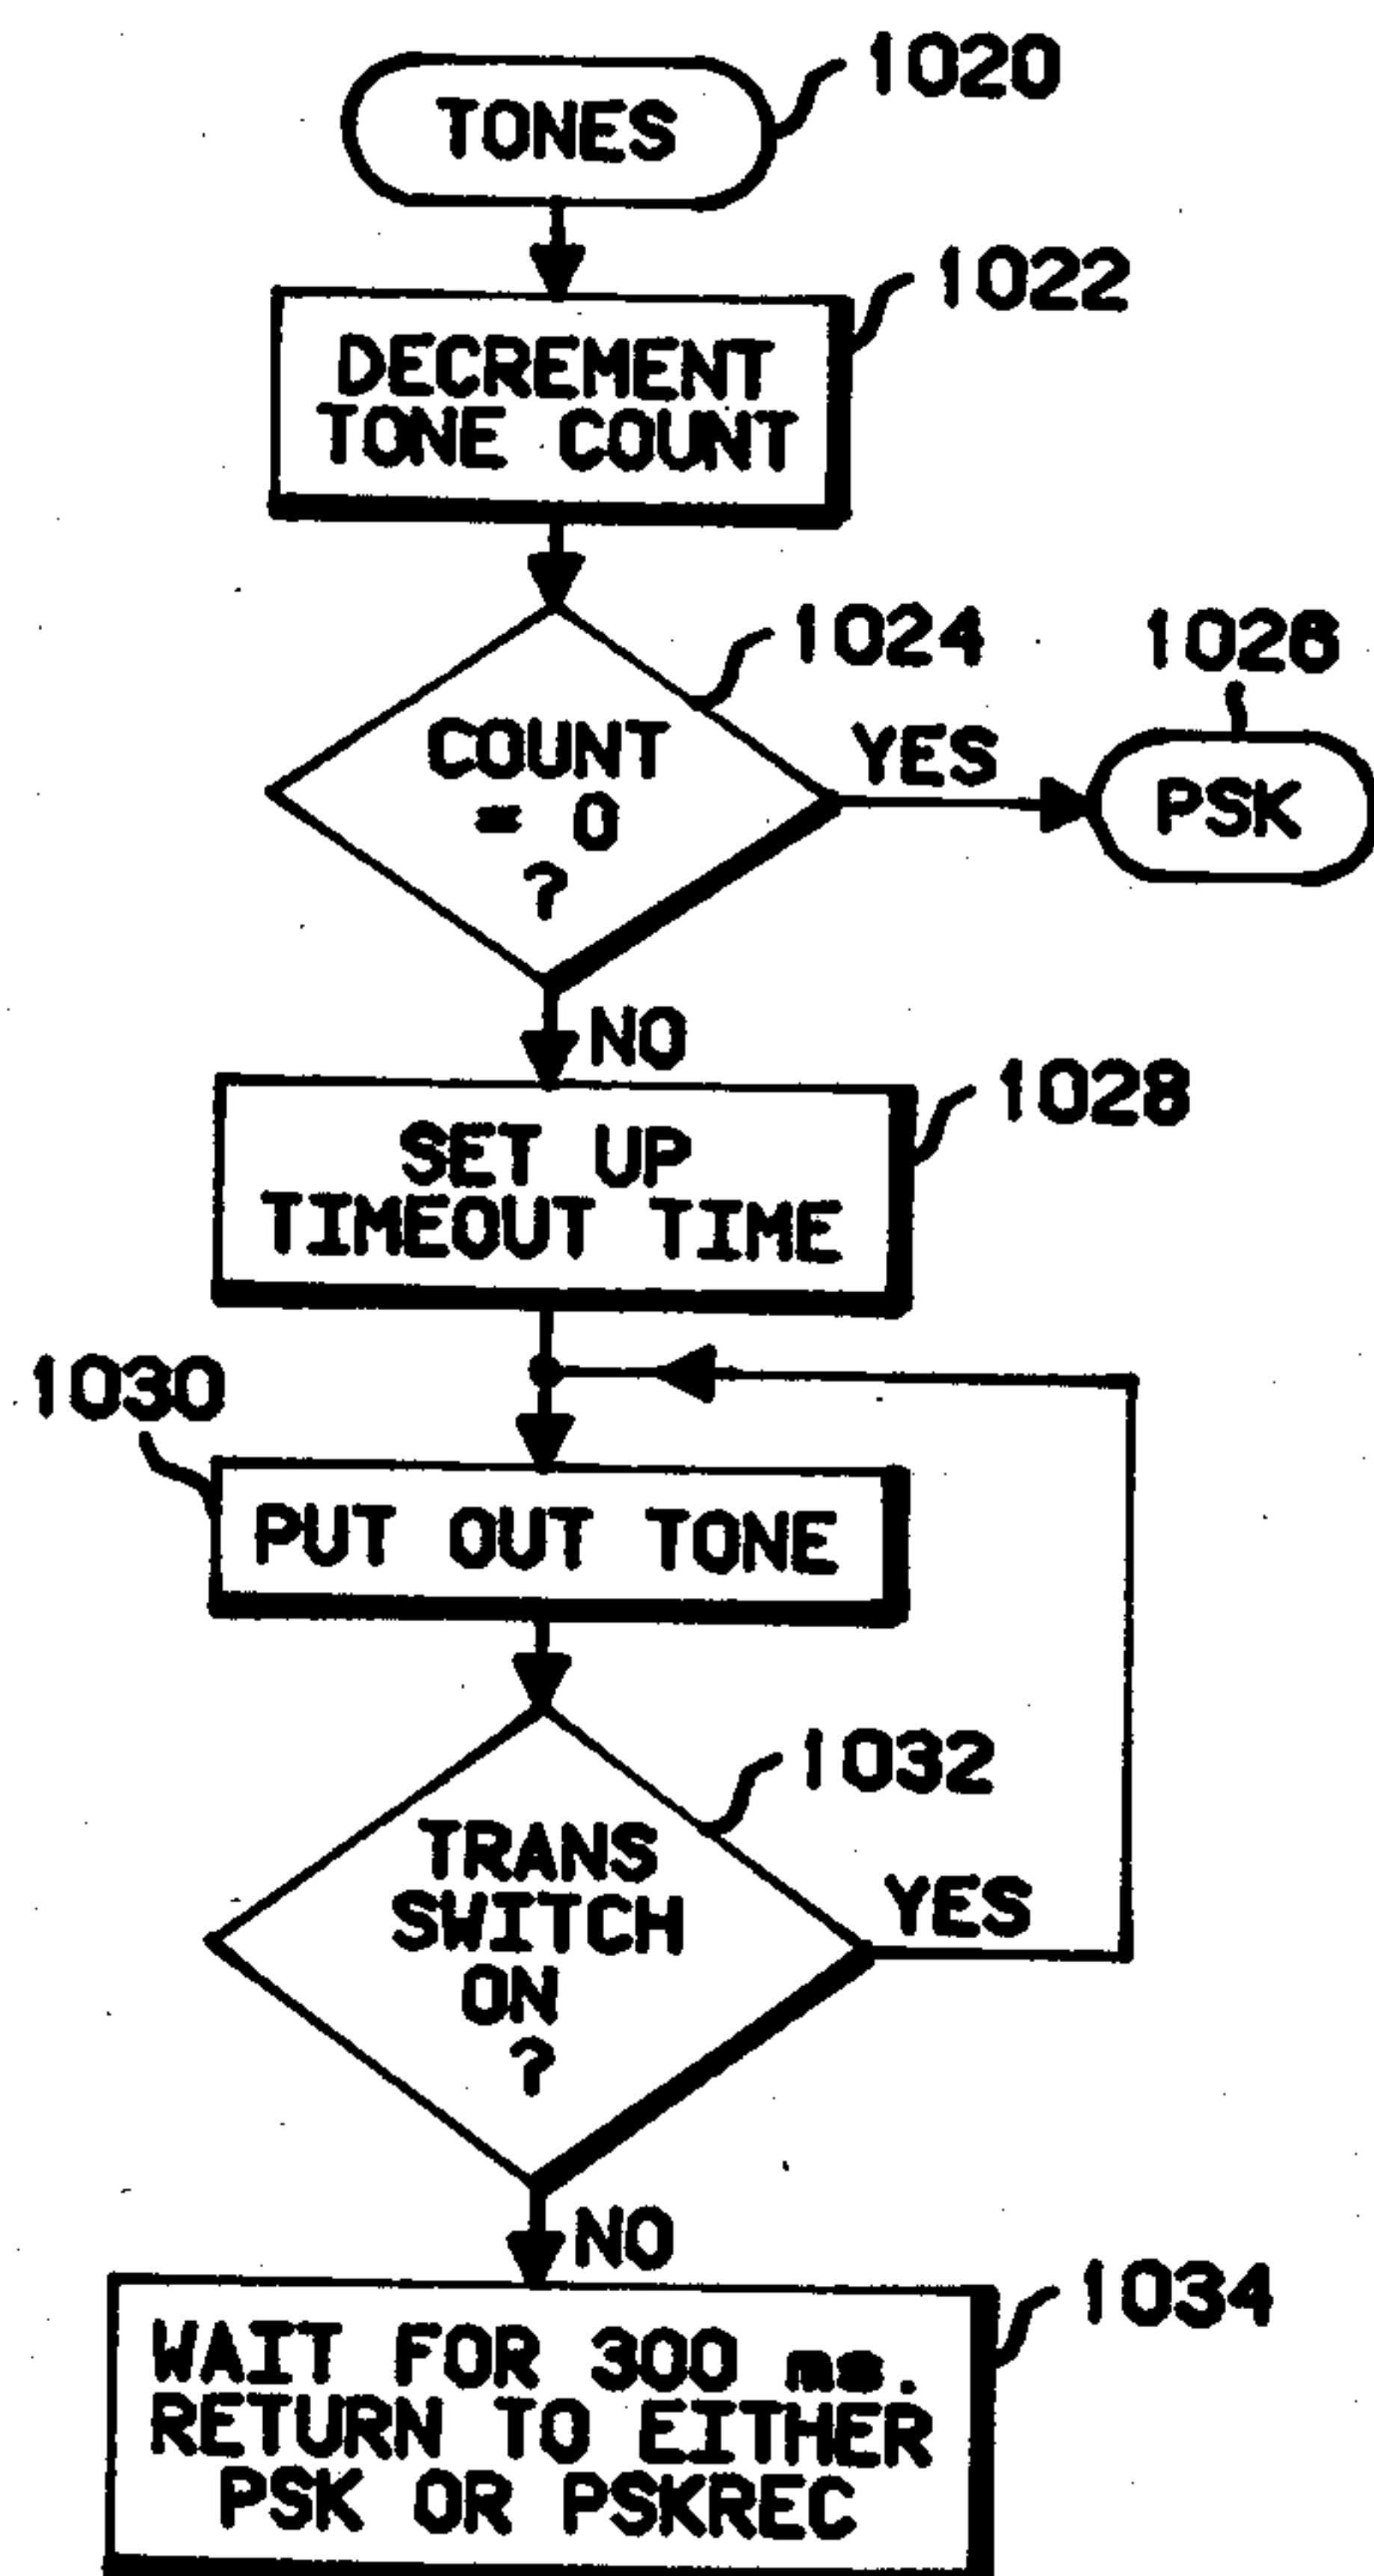 TONES
1020
DECREMENT
TONE COUNT
1022
COUNT
= 0
?
1024
YES
PSK
1026
NO
SET UP
TIMEOUT TIME
1028
1030
PUT OUT TONE
TRANS
SWITCH
ON
?
1032
YES
NO
WAIT FOR 300 ms.
RETURN TO EITHER
PSK OR PSKREC
1034